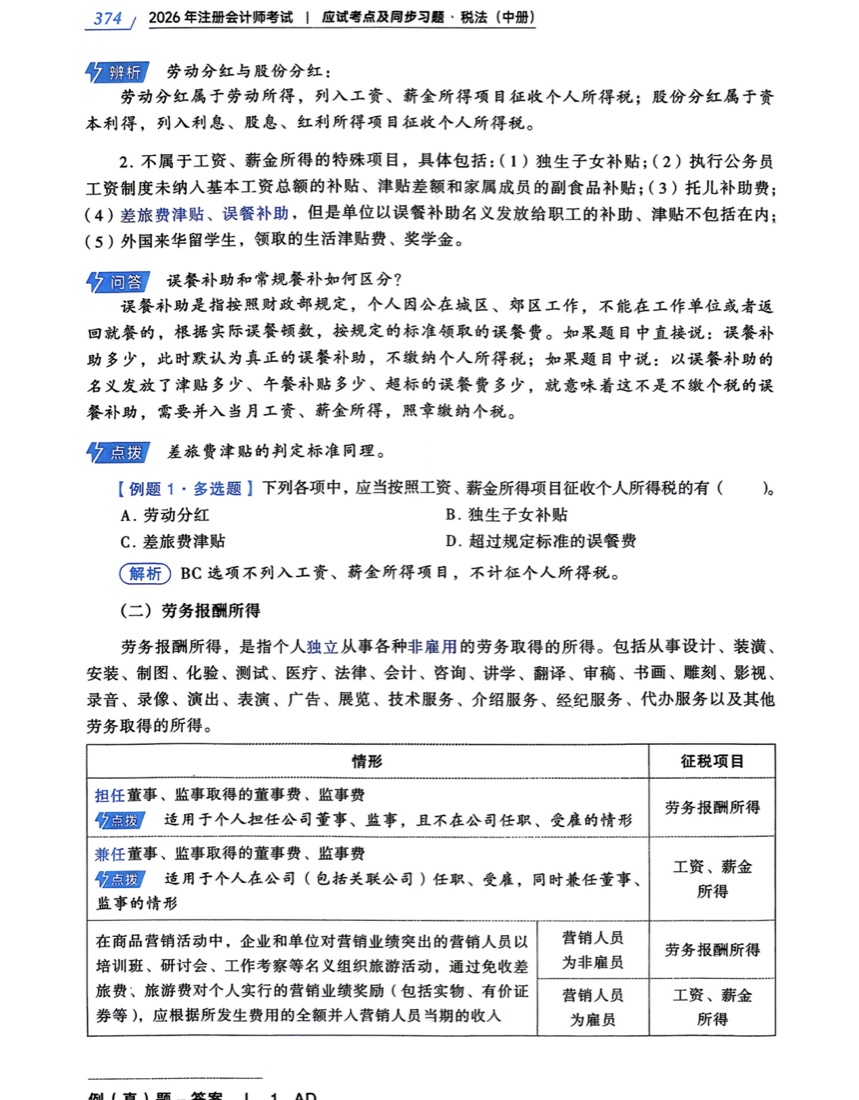 374 2026 年注册会计师考试 | 应试考点及同步习题·税法（中册）
辨析 劳动分红与股份分红：
劳动分红属于劳动所得，列入工资、薪金所得项目征收个人所得税；股份分红属于资
本利得，列入利息、股息、红利所得项目征收个人所得税。
2. 不属于工资、薪金所得的特殊项目，具体包括：（1）独生子女补贴；（2）执行公务员
工资制度未纳入基本工资总额的补贴、津贴差额和家属成员的副食品补贴；（3）托儿补助费；
（4）差旅费津贴、误餐补助，但是单位以误餐补助名义发放给职工的补助、津贴不包括在内；
（5）外国来华留学生，领取的生活津贴费、奖学金。
问答 误餐补助和常规餐补如何区分？
误餐补助是指按照财政部规定，个人因公在城区、郊区工作，不能在工作单位或者返
回就餐的，根据实际误餐顿数，按规定的标准领取的误餐费。如果题目中直接说：误餐补
助多少，此时默认为真正的误餐补助，不缴纳个人所得税；如果题目中说：以误餐补助的
名义发放了津贴多少、午餐补贴多少、超标的误餐费多少，就意味着这不是不缴个税的误
餐补助，需要并入当月工资、薪金所得，照章缴纳个税。
点拨 差旅费津贴的判定标准同理。
【例题 1·多选题】下列各项中，应当按照工资、薪金所得项目征收个人所得税的有（　　）。
A. 劳动分红 B. 独生子女补贴
C. 差旅费津贴 D. 超过规定标准的误餐费
解析 BC 选项不列入工资、薪金所得项目，不计征个人所得税。
（二）劳务报酬所得
劳务报酬所得，是指个人独立从事各种非雇用的劳务取得的所得。包括从事设计、装潢、
安装、制图、化验、测试、医疗、法律、会计、咨询、讲学、翻译、审稿、书画、雕刻、影视、
录音、录像、演出、表演、广告、展览、技术服务、介绍服务、经纪服务、代办服务以及其他
劳务取得的所得。
情形 征税项目
担任董事、监事取得的董事费、监事费
点拨 适用于个人担任公司董事、监事，且不在公司任职、受雇的情形
劳务报酬所得
兼任董事、监事取得的董事费、监事费
点拨 适用于个人在公司（包括关联公司）任职、受雇，同时兼任董事、
监事的情形
工资、薪金
所得
在商品营销活动中，企业和单位对营销业绩突出的营销人员以
培训班、研讨会、工作考察等名义组织旅游活动，通过免收差
旅费、旅游费对个人实行的营销业绩奖励（包括实物、有价证
券等），应根据所发生费用的全额并入营销人员当期的收入
营销人员
为非雇员
劳务报酬所得
营销人员
为雇员
工资、薪金
所得
例（真）题-答案 | 1. AD